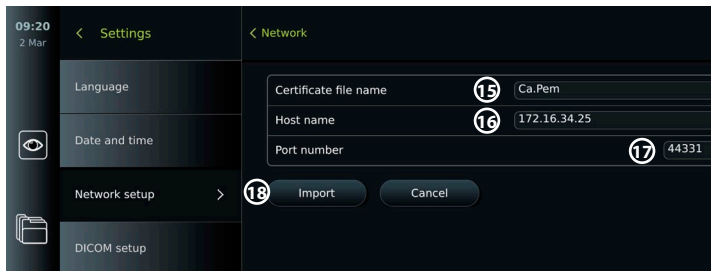 09:20
2 Mar
Settings
Network
Language
Date and time
Network setup
DICOM setup
Certificate file name 15 Ca.Pem
Host name 16 172.16.34.25
Port number 17 44331
18 Import Cancel